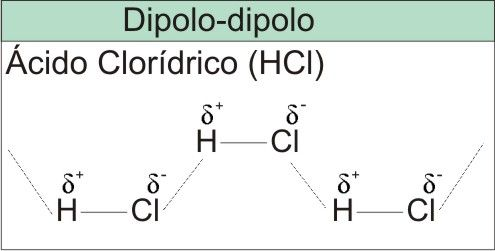 Dipolo-dipolo
Ácido Clorídrico (HCl)
δ+ δ-
H Cl
δ+ δ- δ+ δ-
H Cl H Cl